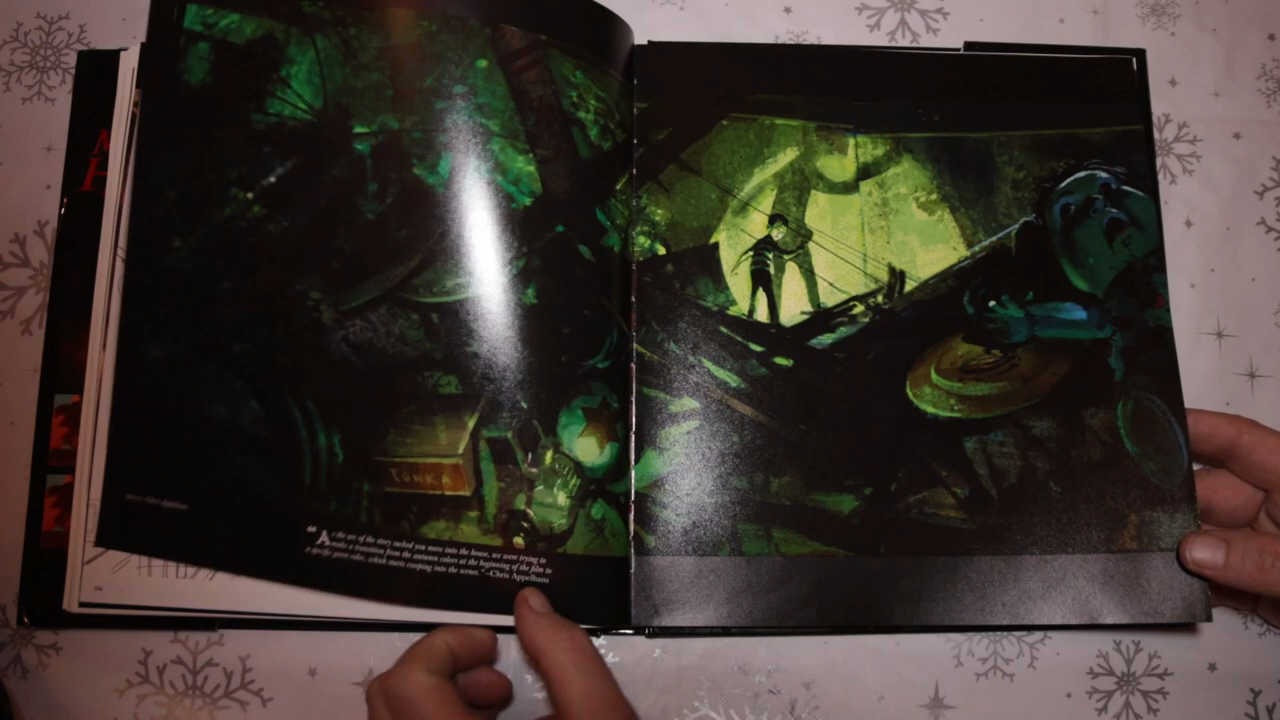 TONKA
“As the arc of the story sucked you more into the house, we were trying to
make a transition from the autumn colors at the beginning of the film to
a specific green color, which starts creeping into the scenes.” –Chris Appelhans